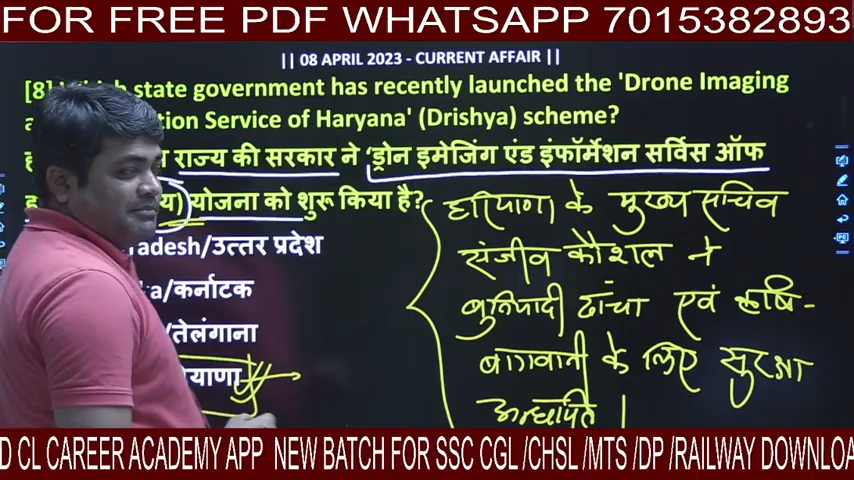 FOR FREE PDF WHATSAPP 7015382893
|| 08 APRIL 2023 - CURRENT AFFAIR ||
[8] state government has recently launched the 'Drone Imaging
tion Service of Haryana' (Drishya) scheme?
राज्य की सरकार ने 'ड्रोन इमेजिंग एंड इंफॉर्मेशन सर्विस ऑफ
य) योजना को शुरू किया है?
radesh/उत्तर प्रदेश
a/कर्नाटक
/तेलंगाना
याणा
हरियाणा के मुख्य सचिव
संजीव कौशल ने
बुनियादी ढांचा एवं कृषि-
बागवानी के लिए सुरक्षा
D CL CAREER ACADEMY APP NEW BATCH FOR SSC CGL /CHSL /MTS /DP /RAILWAY DOWNLOA